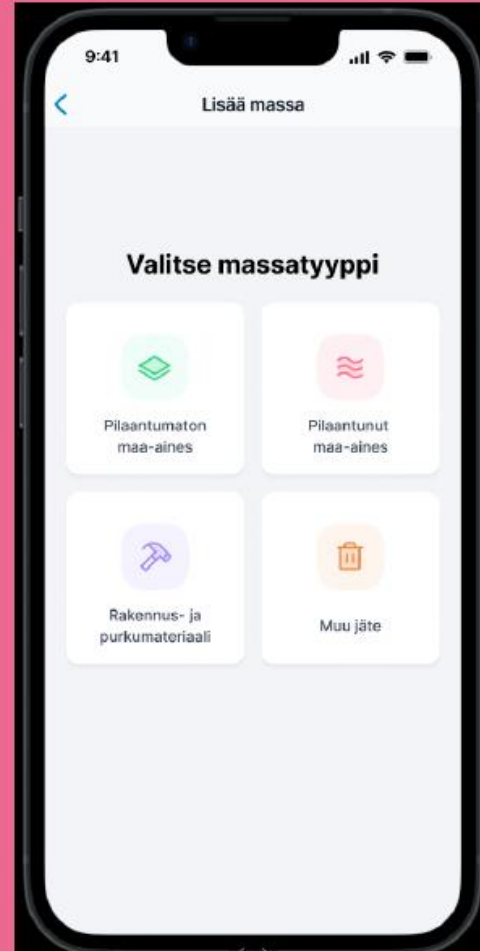 9:41
Lisää massa
Valitse massatyyppi
Pilaantumaton
maa-aines
Pilaantunut
maa-aines
Rakennus- ja
purkumateriaali
Muu jäte